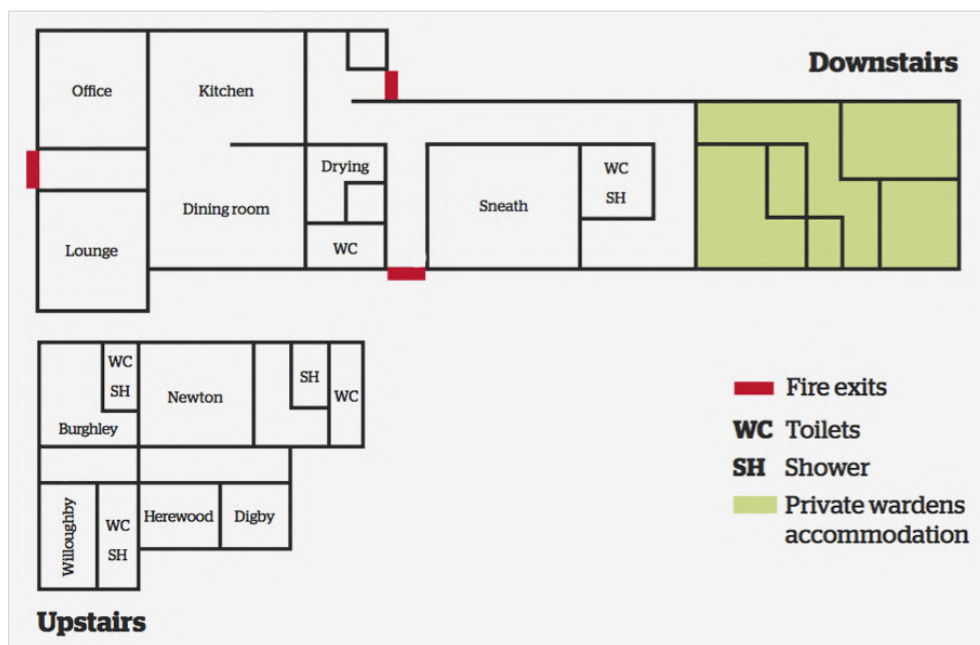 Downstairs
Office
Kitchen
Drying
WC
SH
Dining room
Sneath
Lounge
WC
WC
SH
Newton
SH
WC
Burghley
Willoughby
WC
SH
Herewood
Digby
Upstairs
Fire exits
WC Toilets
SH Shower
Private wardens
accommodation